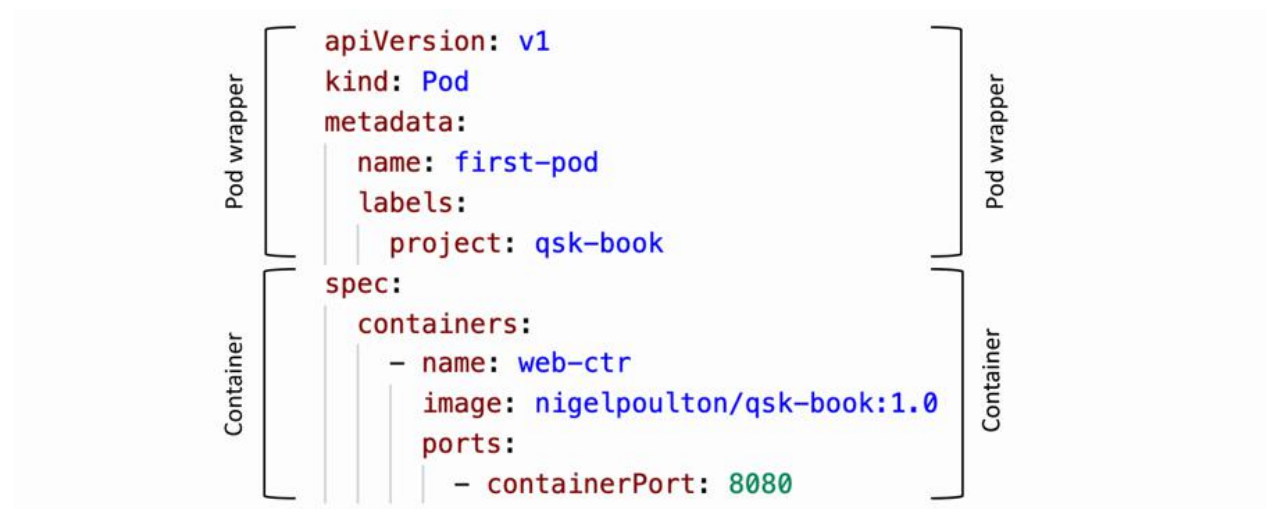 Pod wrapper
apiVersion: v1
kind: Pod
metadata:
name: first-pod
labels:
project: qsk-book
Pod wrapper
Container
spec:
containers:
- name: web-ctr
image: nigelpoulton/qsk-book:1.0
ports:
- containerPort: 8080
Container